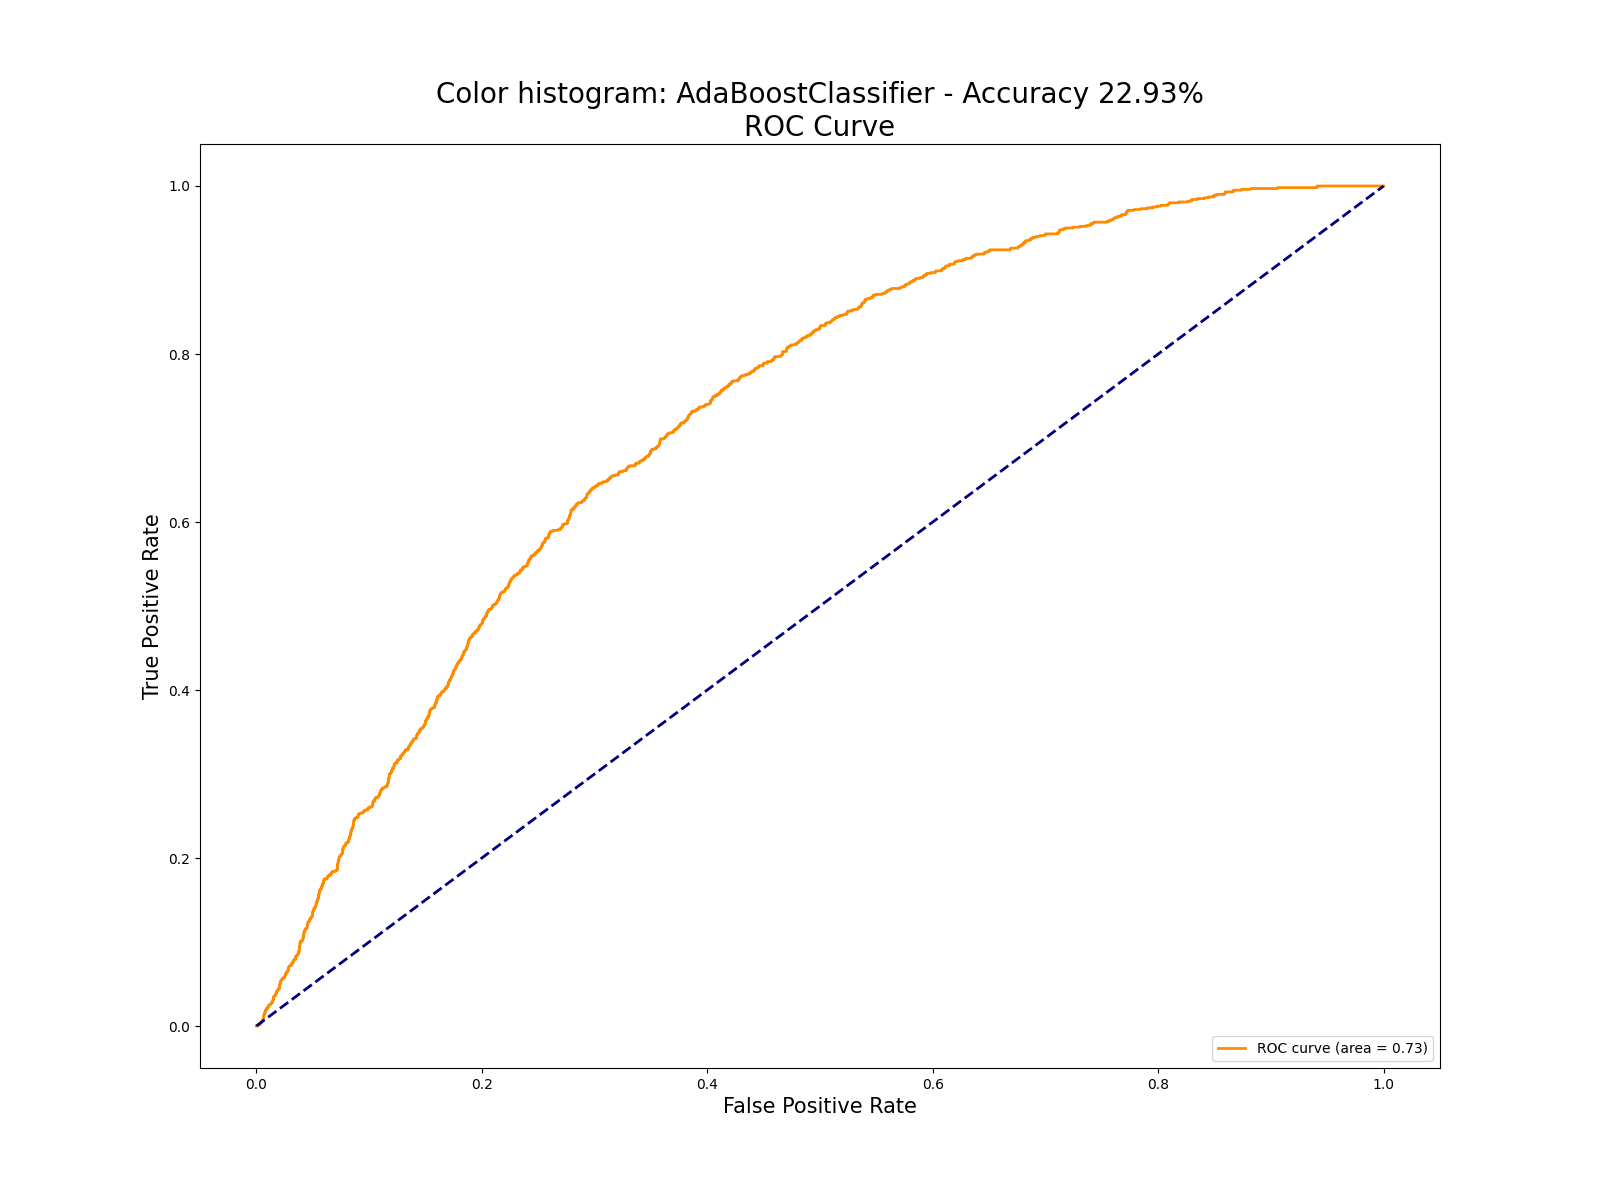 Color histogram: AdaBoostClassifier - Accuracy 22.93%
ROC Curve
1.0
0.8
0.6
0.4
0.2
0.0
True Positive Rate
ROC curve (area = 0.73)
0.0 0.2 0.4 0.6 0.8 1.0
False Positive Rate